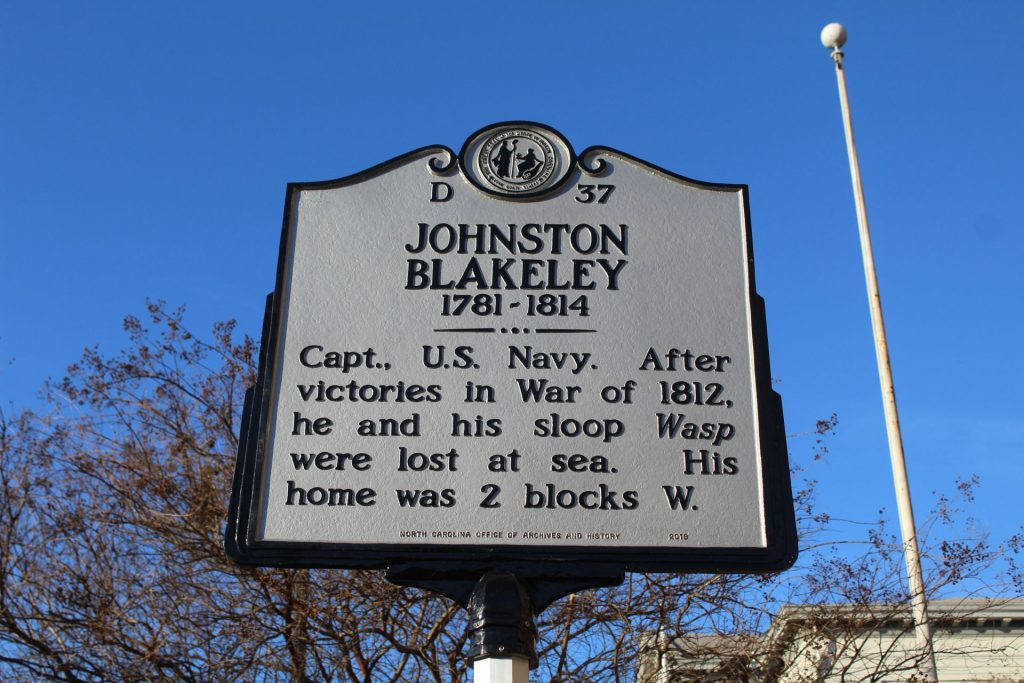 D 37
JOHNSTON
BLAKELEY
1781-1814
Capt., U.S. Navy. After
victories in War of 1812,
he and his sloop Wasp
were lost at sea. His
home was 2 blocks W.
NORTH CAROLINA OFFICE OF ARCHIVES AND HISTORY 2018